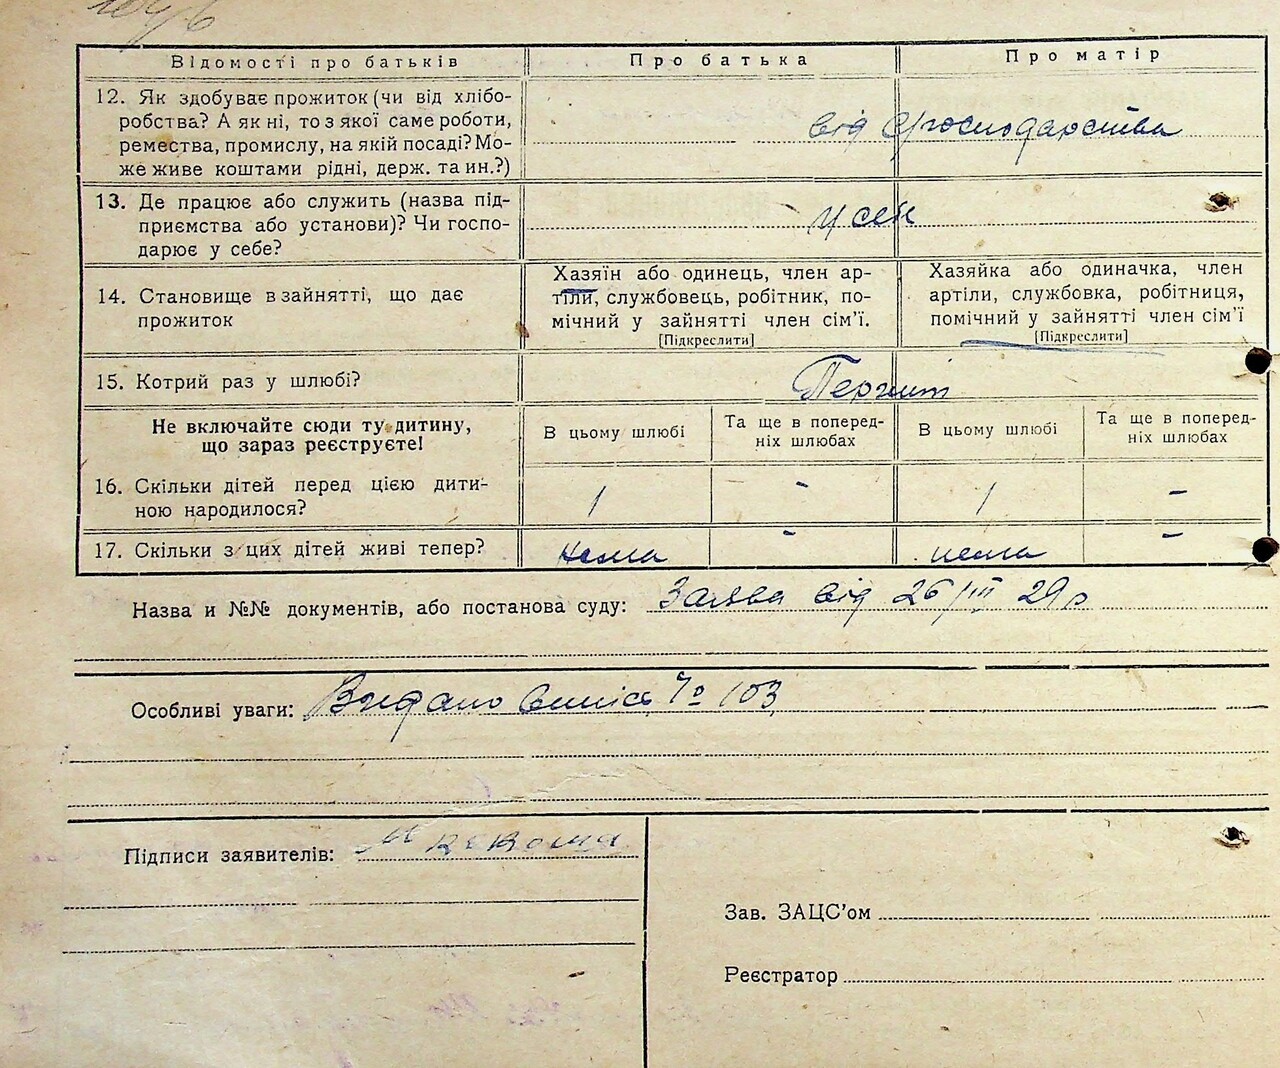 Відомості про батьків Про батька Про матір
12. Як здобуває прожиток (чи від хлібо-
робства? А як ні, то з якої саме роботи,
ремества, промислу, на якій посаді? Мо-
же живе коштами рідні, держ. та ин.?)
від господарства
13. Де працює або служить (назва під-
приємства або установи)? Чи госпо-
дарює у себе?
у себе
14. Становище в зайнятті, що дає
прожиток
Хазяїн або одинець, член ар-
тіли, службовець, робітник, по-
мічний у зайнятті член сім'ї.
[Підкреслити]
Хазяйка або одиначка, член
артіли, службовка, робітниця,
помічний у зайнятті член сім'ї
[Підкреслити]
15. Котрий раз у шлюбі?
Не включайте сюди ту дитину,
що зараз реєструєте!
В цьому шлюбі
Та ще в поперед-
ніх шлюбах
В цьому шлюбі
Та ще в поперед-
ніх шлюбах
16. Скільки дітей перед цією дити-
ною народилося?
1 - 1 -
17. Скільки з цих дітей живі тепер?
нема - нема -
Назва и №№ документів, або постанова суду: Заява від 26/III 29 р
Особливі уваги: Видано № 103
Підписи заявителів:
Зав. ЗАЦС'ом
Реєстратор